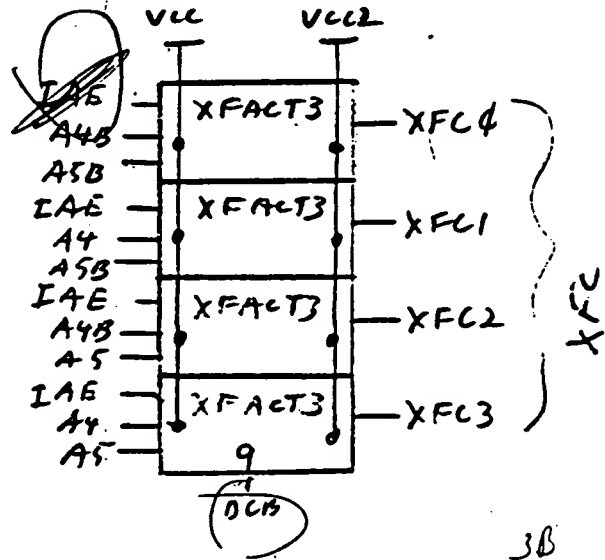 VCC VCC2
IAE XFACT3 XFC0
A4B
A5B
IAE XFACT3 XFC1
A4
A5B
IAE XFACT3 XFC2
A4B
A5
IAE XFACT3 XFC3
A4
A5
XFC
9
3B